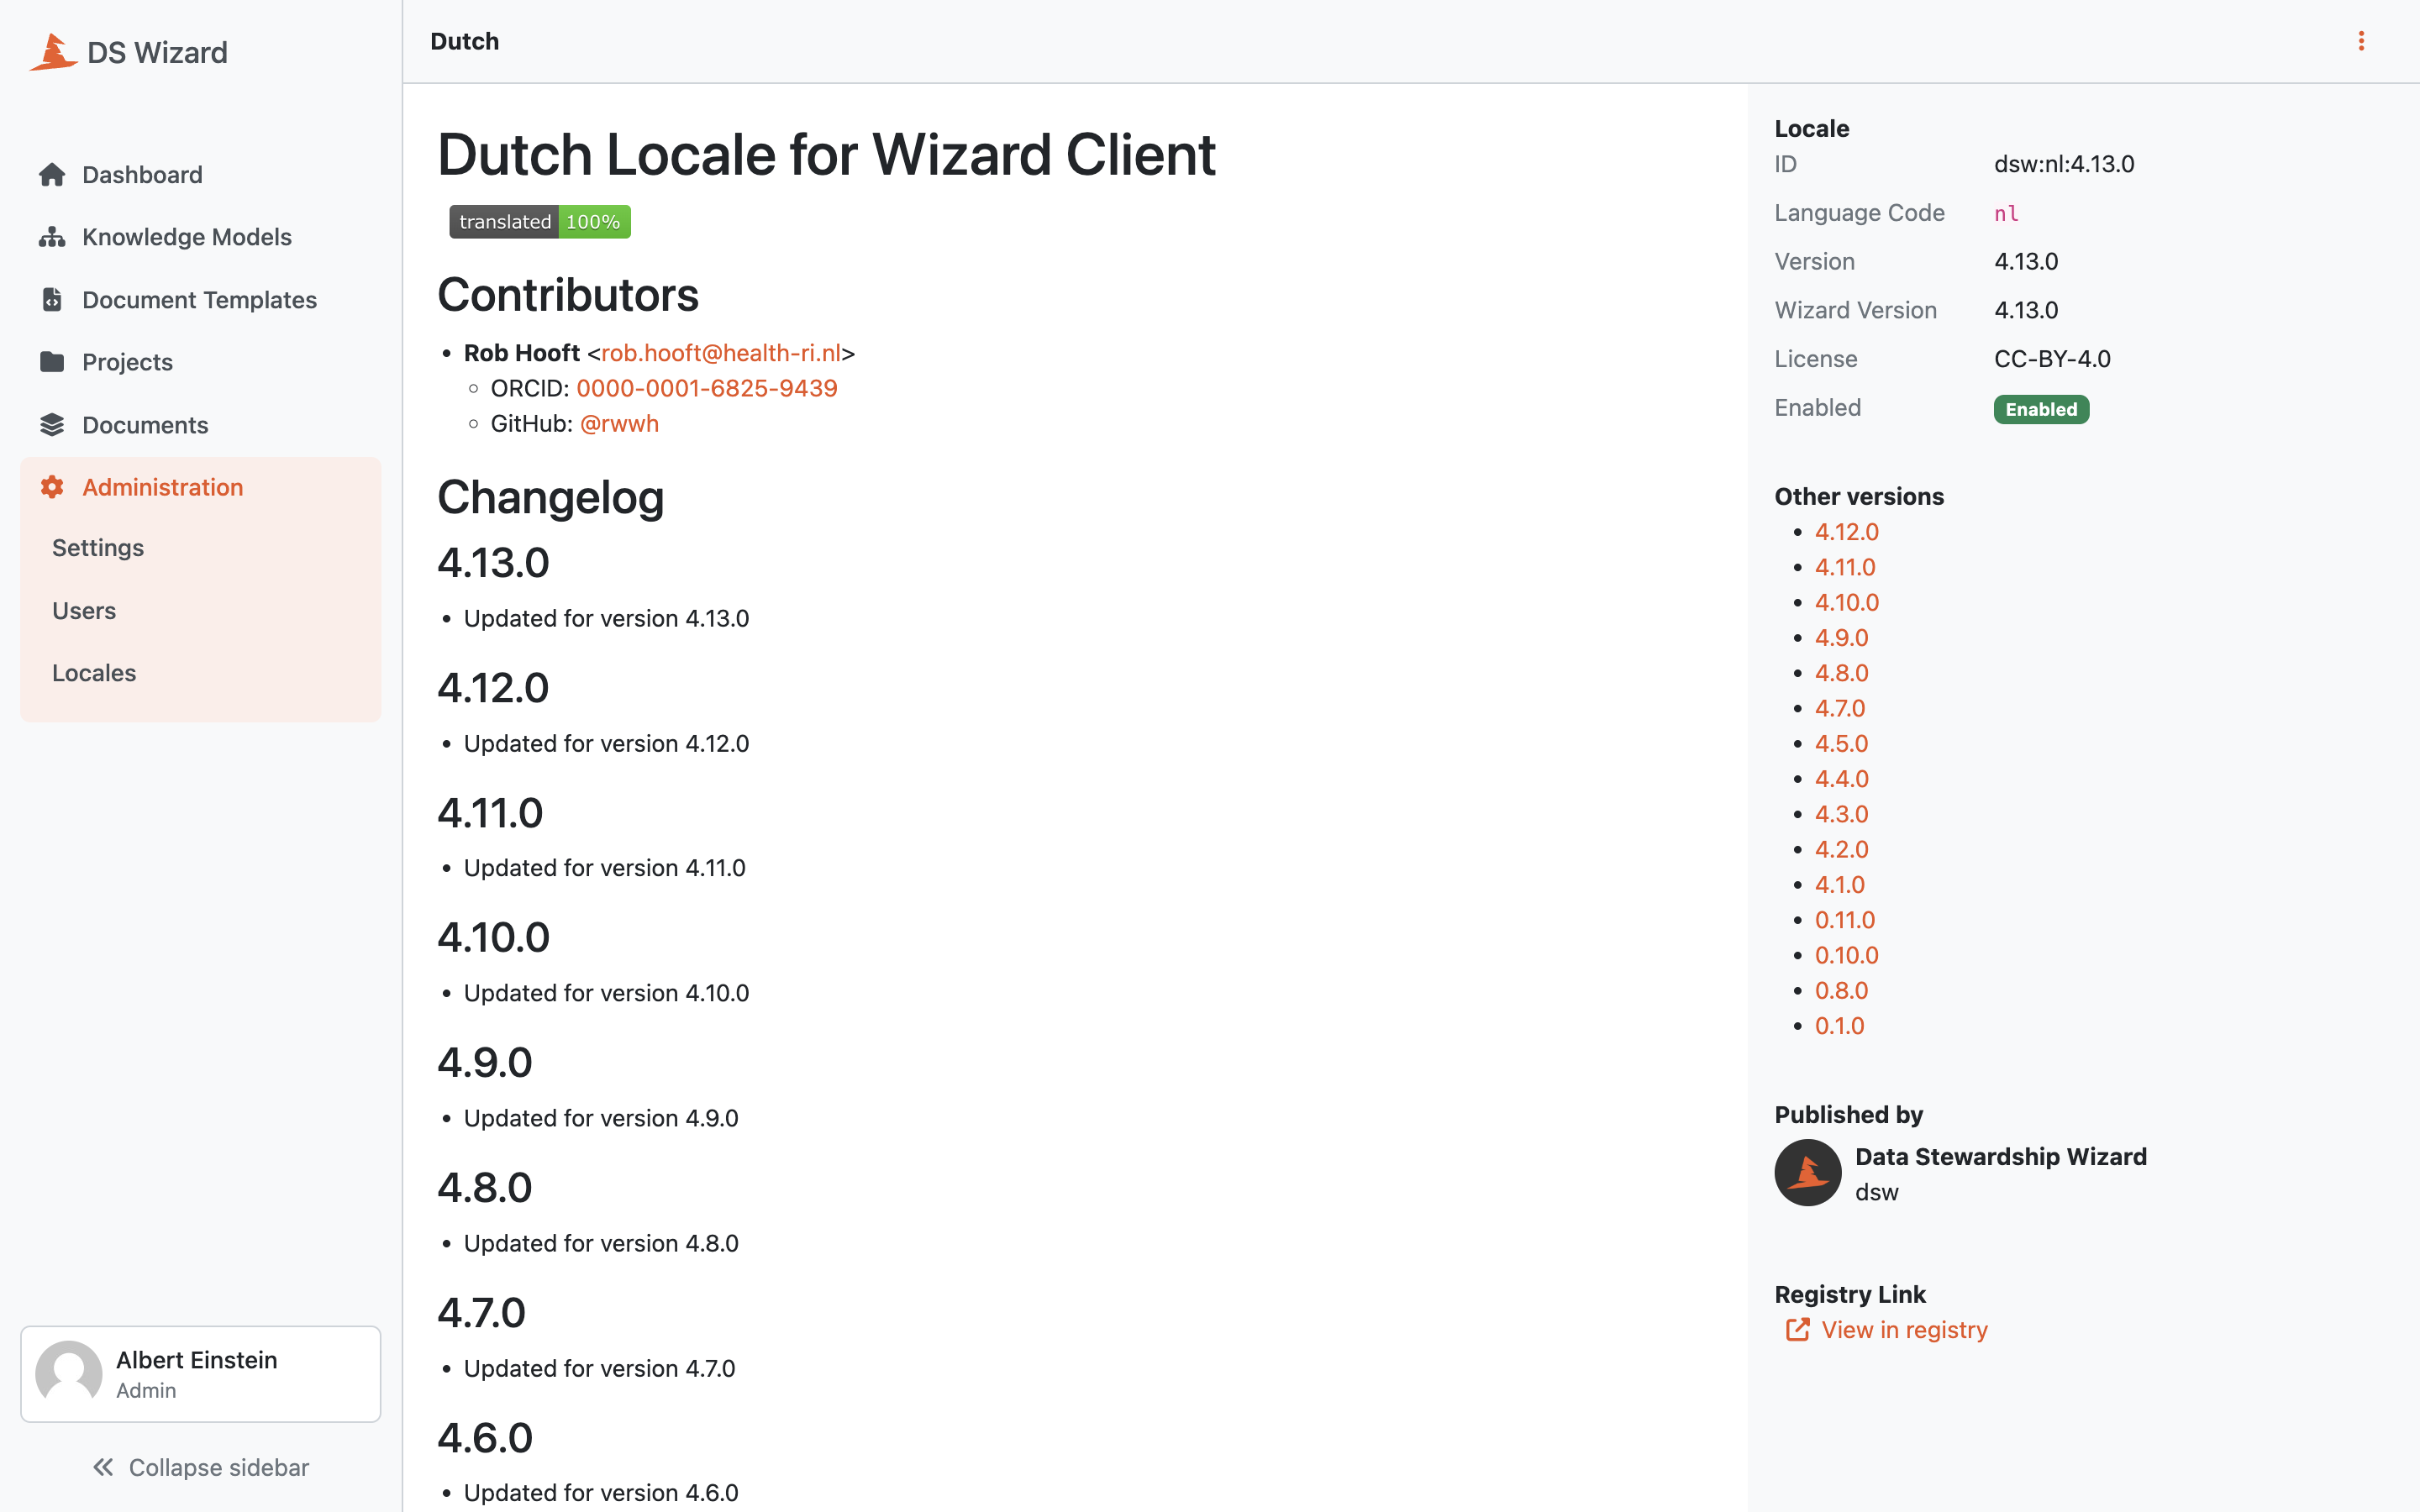 DS Wizard
Dashboard
Knowledge Models
Document Templates
Projects
Documents
Administration
Settings
Users
Locales
Albert Einstein
Admin
Collapse sidebar
Dutch
Dutch Locale for Wizard Client
translated 100%
Contributors
• Rob Hooft <rob.hooft@health-ri.nl>
◦ ORCID: 0000-0001-6825-9439
◦ GitHub: @rwwh
Changelog
4.13.0
• Updated for version 4.13.0
4.12.0
• Updated for version 4.12.0
4.11.0
• Updated for version 4.11.0
4.10.0
• Updated for version 4.10.0
4.9.0
• Updated for version 4.9.0
4.8.0
• Updated for version 4.8.0
4.7.0
• Updated for version 4.7.0
4.6.0
• Updated for version 4.6.0
Locale
ID dsw:nl:4.13.0
Language Code nl
Version 4.13.0
Wizard Version 4.13.0
License CC-BY-4.0
Enabled Enabled
Other versions
• 4.12.0
• 4.11.0
• 4.10.0
• 4.9.0
• 4.8.0
• 4.7.0
• 4.5.0
• 4.4.0
• 4.3.0
• 4.2.0
• 4.1.0
• 0.11.0
• 0.10.0
• 0.8.0
• 0.1.0
Published by
Data Stewardship Wizard
dsw
Registry Link
View in registry